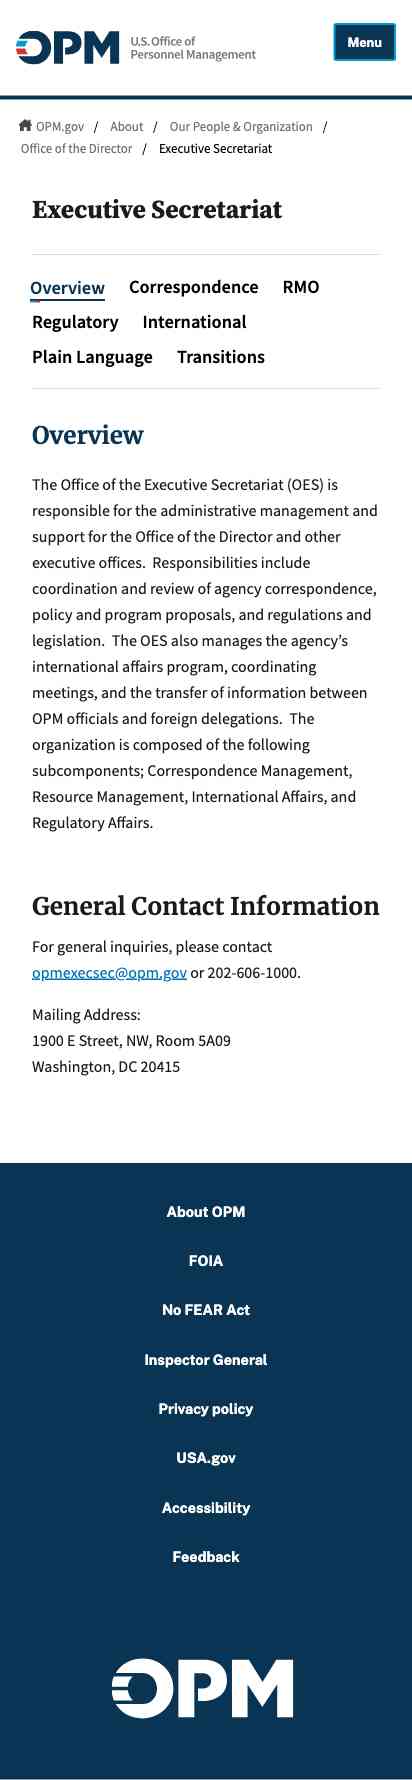 OPM U.S. Office of
Personnel Management
Menu
OPM.gov / About / Our People & Organization /
Office of the Director / Executive Secretariat
Executive Secretariat
Overview Correspondence RMO
Regulatory International
Plain Language Transitions
Overview
The Office of the Executive Secretariat (OES) is
responsible for the administrative management and
support for the Office of the Director and other
executive offices.  Responsibilities include
coordination and review of agency correspondence,
policy and program proposals, and regulations and
legislation.  The OES also manages the agency’s
international affairs program, coordinating
meetings, and the transfer of information between
OPM officials and foreign delegations.  The
organization is composed of the following
subcomponents; Correspondence Management,
Resource Management, International Affairs, and
Regulatory Affairs.
General Contact Information
For general inquiries, please contact
opmexecsec@opm.gov or 202-606-1000.
Mailing Address:
1900 E Street, NW, Room 5A09
Washington, DC 20415
About OPM
FOIA
No FEAR Act
Inspector General
Privacy policy
USA.gov
Accessibility
Feedback
OPM